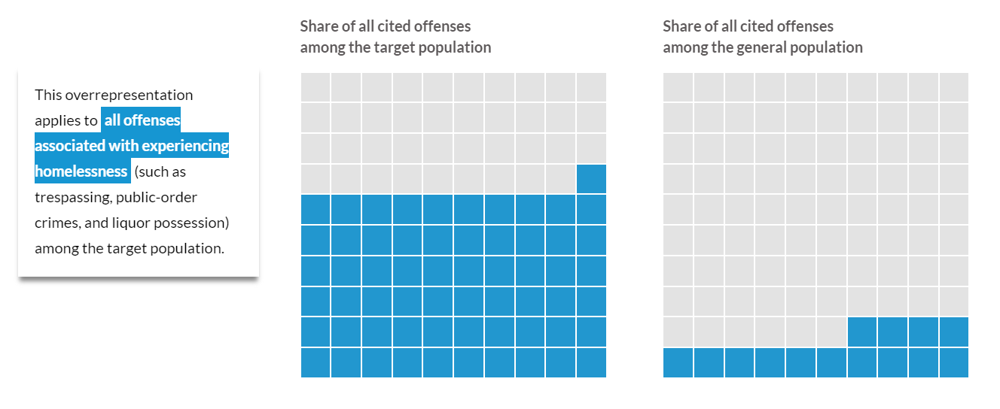 Share of all cited offenses
among the target population
Share of all cited offenses
among the general population
This overrepresentation
applies to all offenses
associated with experiencing
homelessness (such as
trespassing, public-order
crimes, and liquor possession)
among the target population.